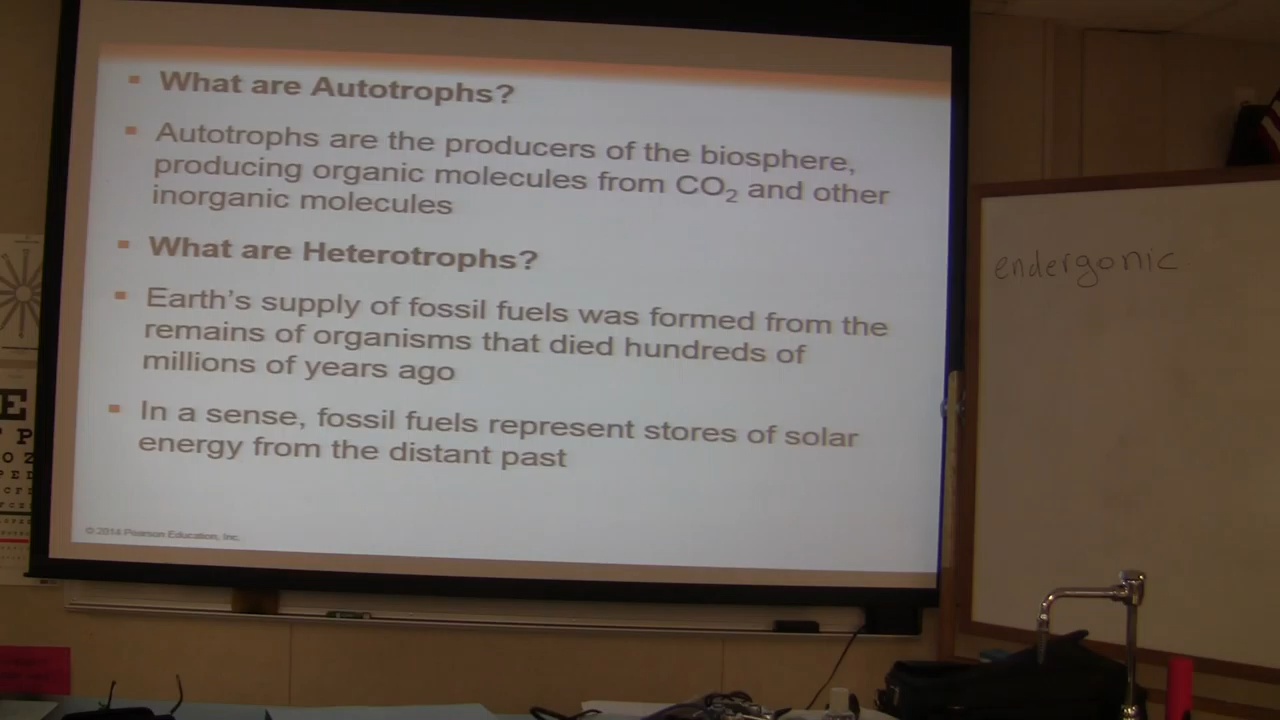 What are Autotrophs?
Autotrophs are the producers of the biosphere,
producing organic molecules from CO₂ and other
inorganic molecules
What are Heterotrophs?
Earth's supply of fossil fuels was formed from the
remains of organisms that died hundreds of
millions of years ago
In a sense, fossil fuels represent stores of solar
energy from the distant past
© 2014 Pearson Education, Inc.
endergonic
E
P
O Z
PED